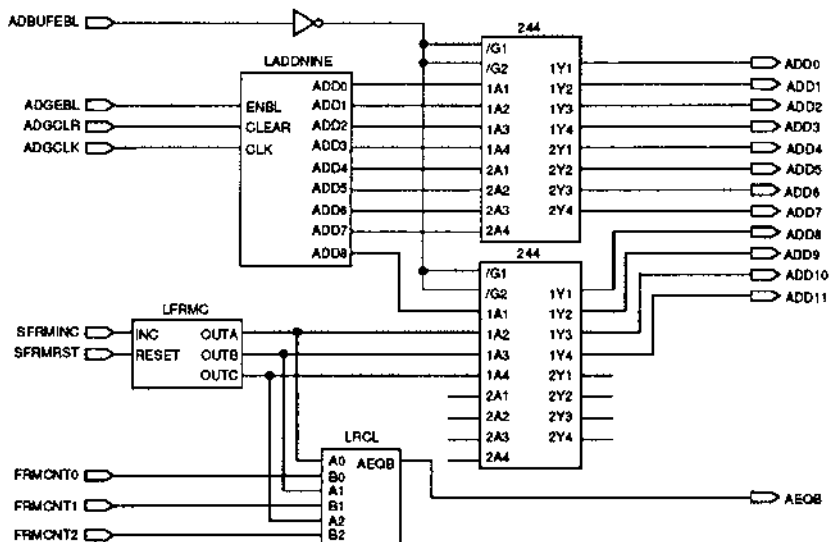 ADBUFEBL
244
LADDNINE
/G1
/G2
1Y1
ADD0
ADD0
1A1
1Y2
ADD1
ADGEBL
ENBL
ADD1
1A2
1Y3
ADD2
ADGCLR
CLEAR
ADD2
1A3
1Y4
ADD3
ADGCLK
CLK
ADD3
1A4
2Y1
ADD4
ADD4
2A1
2Y2
ADD5
ADD5
2A2
2Y3
ADD6
ADD6
2A3
2Y4
ADD7
ADD7
2A4
ADD8
ADD8
244
ADD9
/G1
ADD10
/G2
1Y1
ADD11
LFRMC
1A1
1Y2
SFRMINC
INC
OUTA
1A2
1Y3
SFRMRST
RESET
OUTB
1A3
1Y4
OUTC
1A4
2Y1
2A1
2Y2
2A2
2Y3
LRCL
2A3
2Y4
A0
AEQB
2A4
FRMCNT0
B0
A1
AEQB
FRMCNT1
B1
A2
FRMCNT2
B2